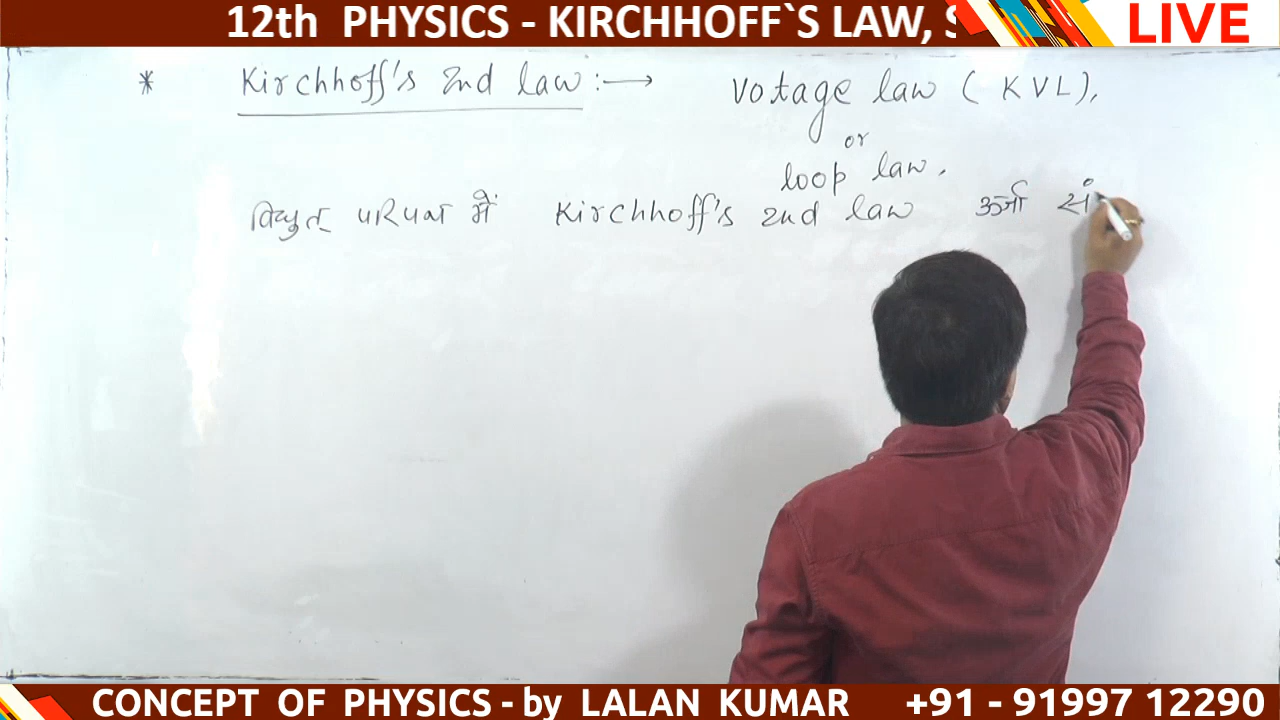 12th PHYSICS - KIRCHHOFF`S LAW, S
LIVE
* Kirchhoff's 2nd law :→ Votage law ( KVL),
or
loop law.
विद्युत परिपथ में Kirchhoff's 2nd law ऊर्जा सं
CONCEPT OF PHYSICS - by LALAN KUMAR +91 - 91997 12290